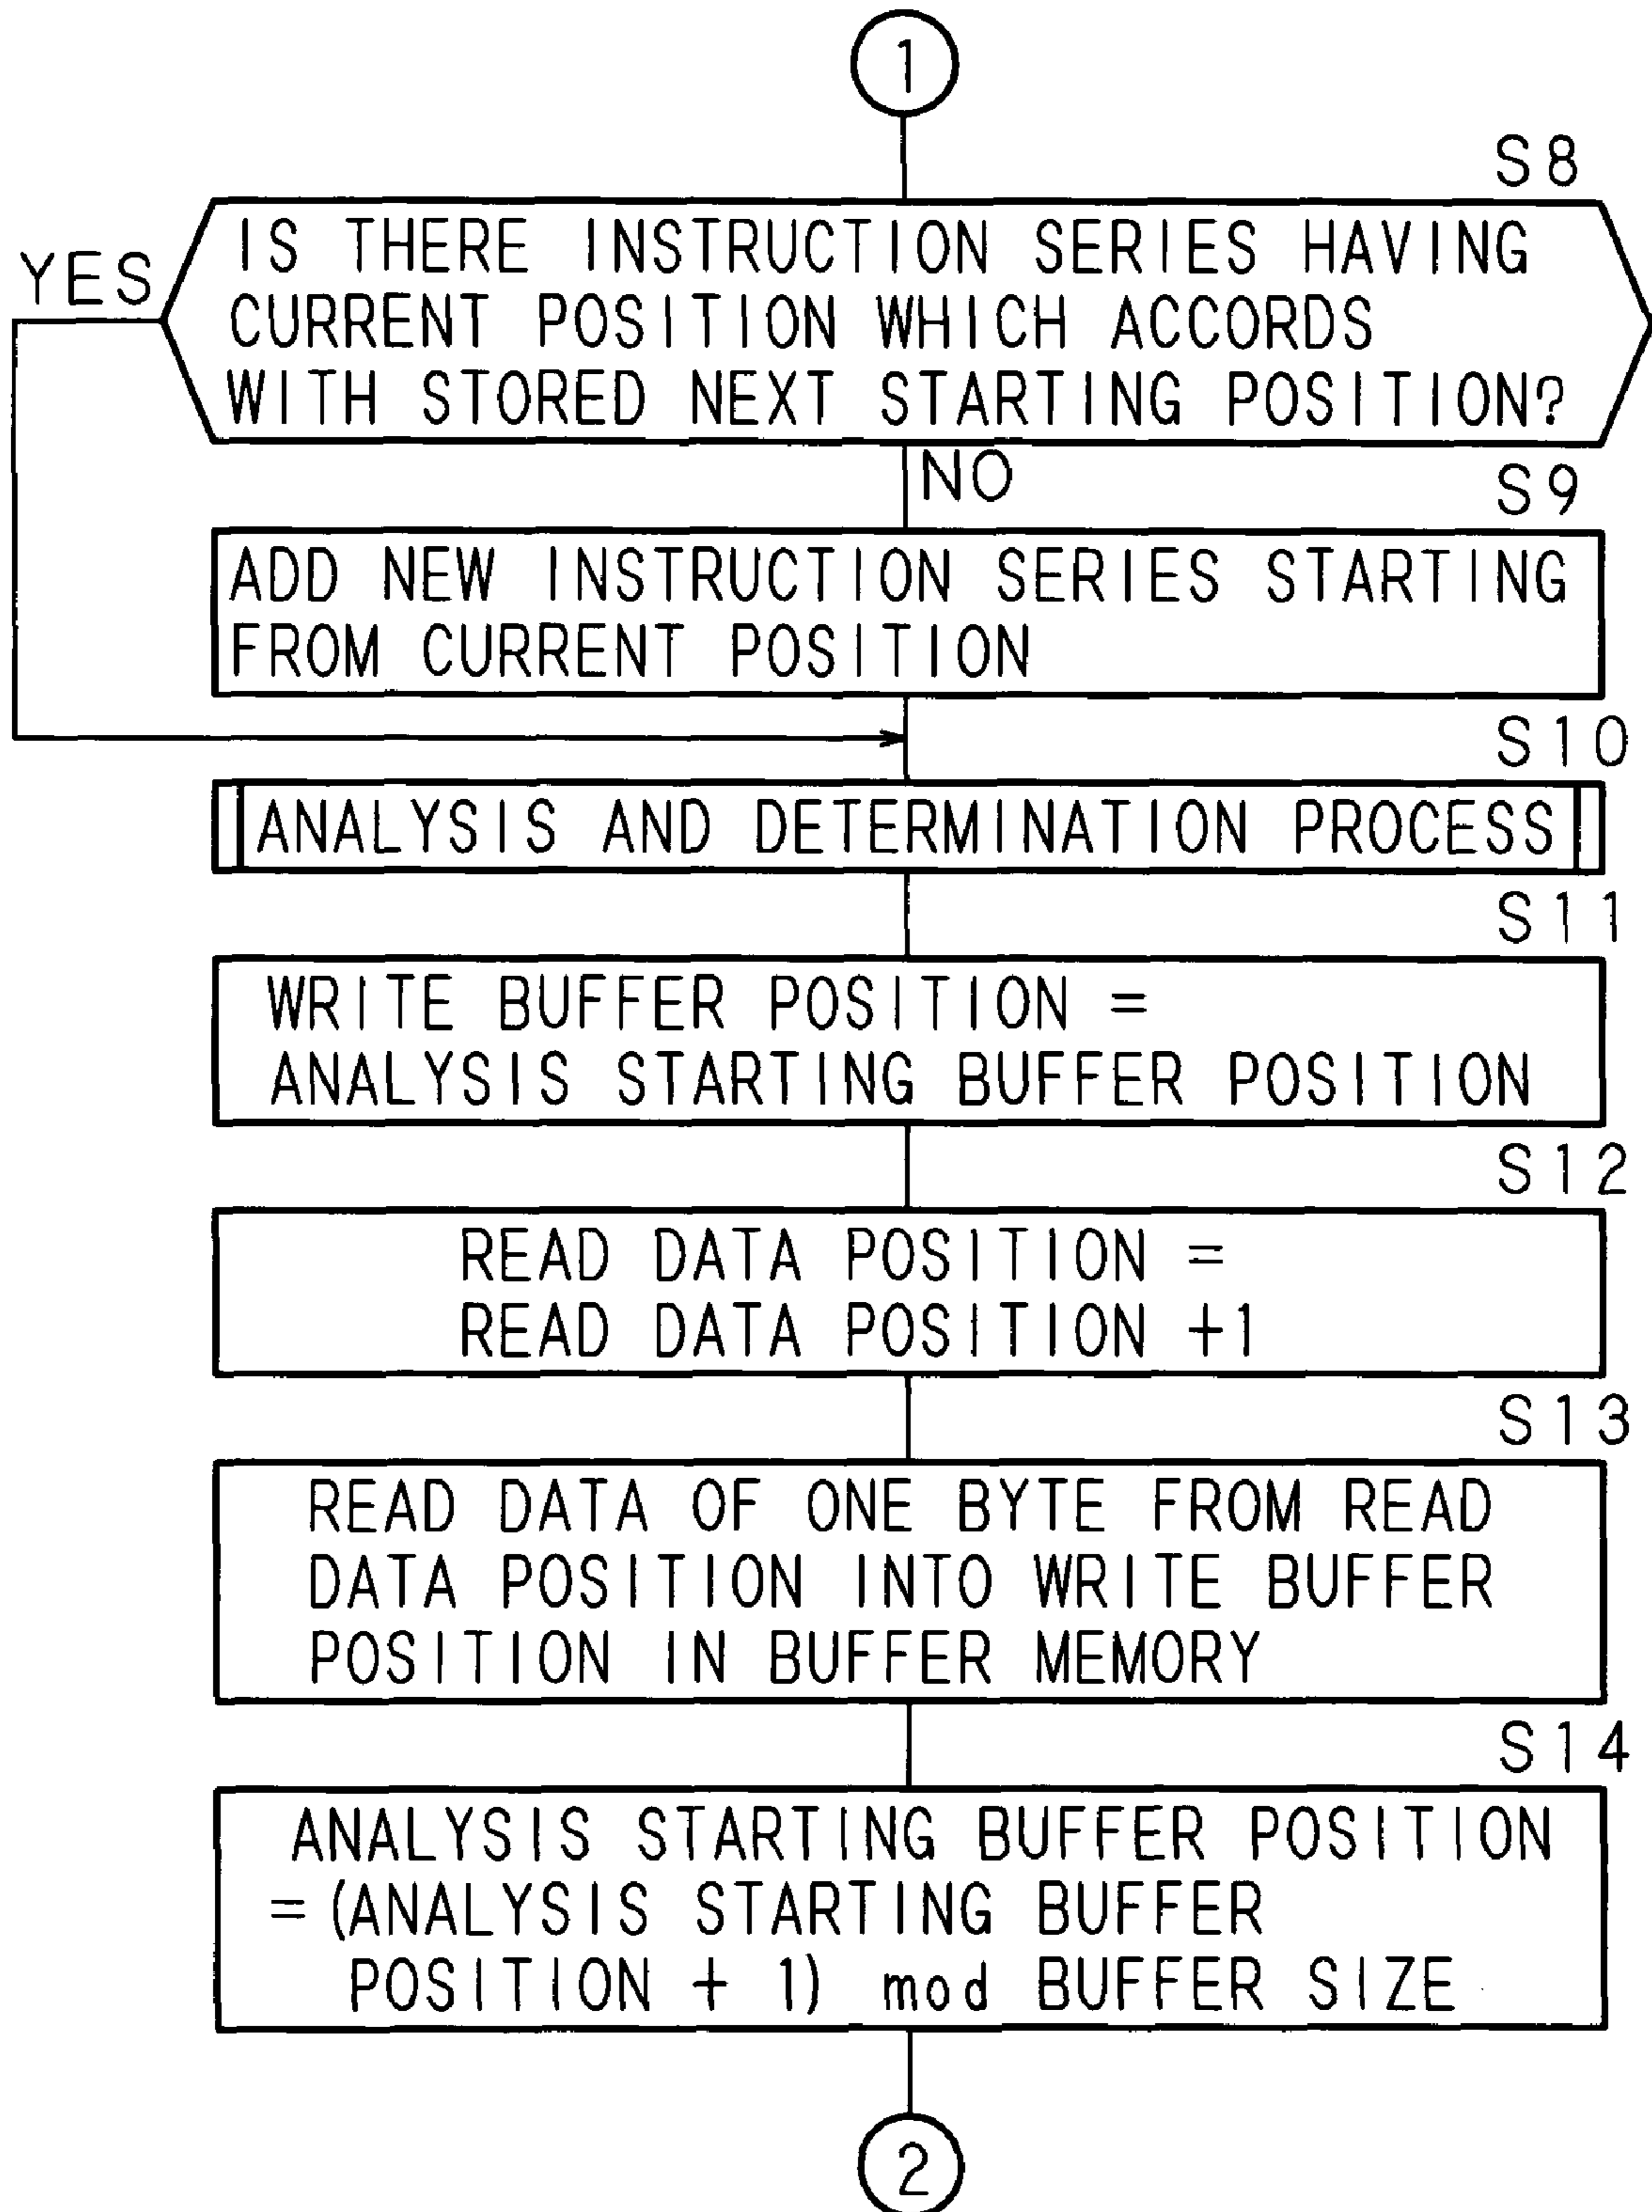 1
S8
YES
IS THERE INSTRUCTION SERIES HAVING
CURRENT POSITION WHICH ACCORDS
WITH STORED NEXT STARTING POSITION?
NO
S9
ADD NEW INSTRUCTION SERIES STARTING
FROM CURRENT POSITION
S10
ANALYSIS AND DETERMINATION PROCESS
S11
WRITE BUFFER POSITION =
ANALYSIS STARTING BUFFER POSITION
S12
READ DATA POSITION =
READ DATA POSITION +1
S13
READ DATA OF ONE BYTE FROM READ
DATA POSITION INTO WRITE BUFFER
POSITION IN BUFFER MEMORY
S14
ANALYSIS STARTING BUFFER POSITION
= (ANALYSIS STARTING BUFFER
POSITION + 1) mod BUFFER SIZE
2